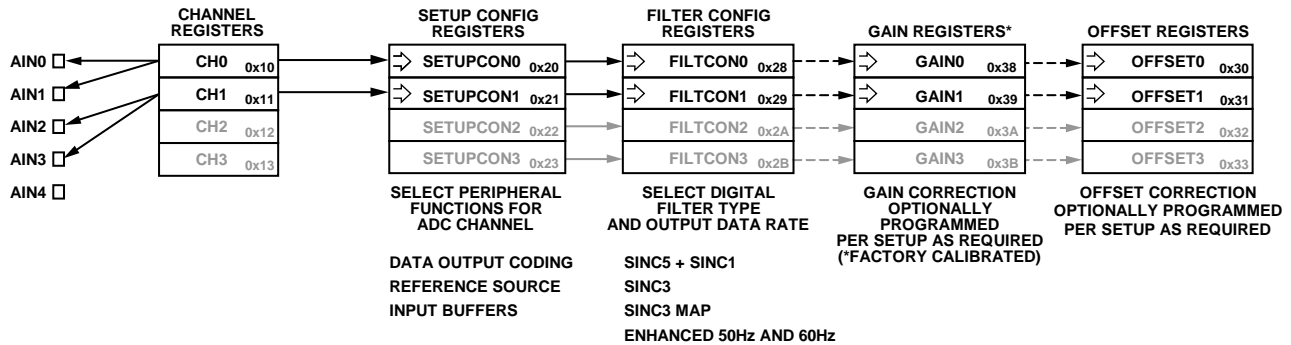 CHANNEL
REGISTERS
SETUP CONFIG
REGISTERS
FILTER CONFIG
REGISTERS
GAIN REGISTERS*
OFFSET REGISTERS
AIN0
AIN1
AIN2
AIN3
AIN4
CH0 0x10
CH1 0x11
CH2 0x12
CH3 0x13
SETUPCON0 0x20
SETUPCON1 0x21
SETUPCON2 0x22
SETUPCON3 0x23
FILTCON0 0x28
FILTCON1 0x29
FILTCON2 0x2A
FILTCON3 0x2B
GAIN0 0x38
GAIN1 0x39
GAIN2 0x3A
GAIN3 0x3B
OFFSET0 0x30
OFFSET1 0x31
OFFSET2 0x32
OFFSET3 0x33
SELECT PERIPHERAL
FUNCTIONS FOR
ADC CHANNEL
SELECT DIGITAL
FILTER TYPE
AND OUTPUT DATA RATE
GAIN CORRECTION
OPTIONALLY
PROGRAMMED
PER SETUP AS REQUIRED
(*FACTORY CALIBRATED)
OFFSET CORRECTION
OPTIONALLY PROGRAMMED
PER SETUP AS REQUIRED
DATA OUTPUT CODING
REFERENCE SOURCE
INPUT BUFFERS
SINC5 + SINC1
SINC3
SINC3 MAP
ENHANCED 50Hz AND 60Hz